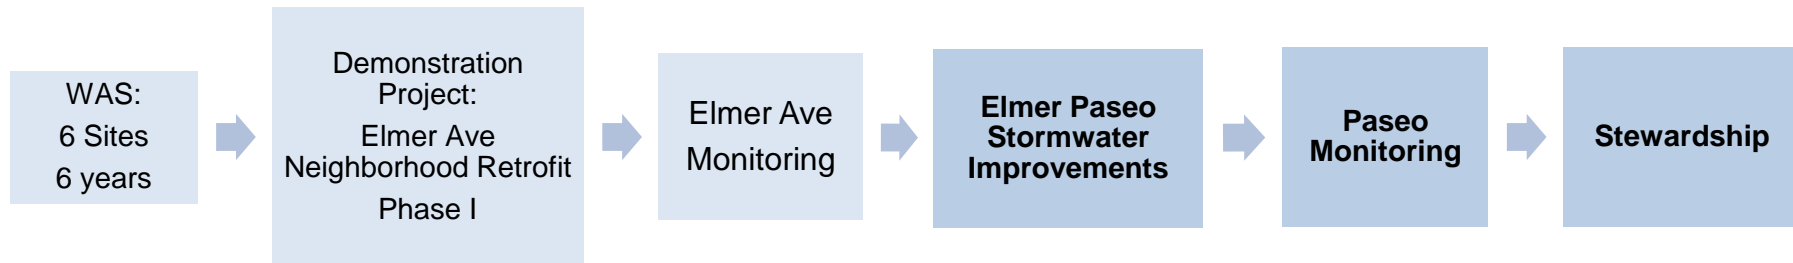 WAS:
6 Sites
6 years
Demonstration
Project:
Elmer Ave
Neighborhood Retrofit
Phase I
Elmer Ave
Monitoring
Elmer Paseo
Stormwater
Improvements
Paseo
Monitoring
Stewardship